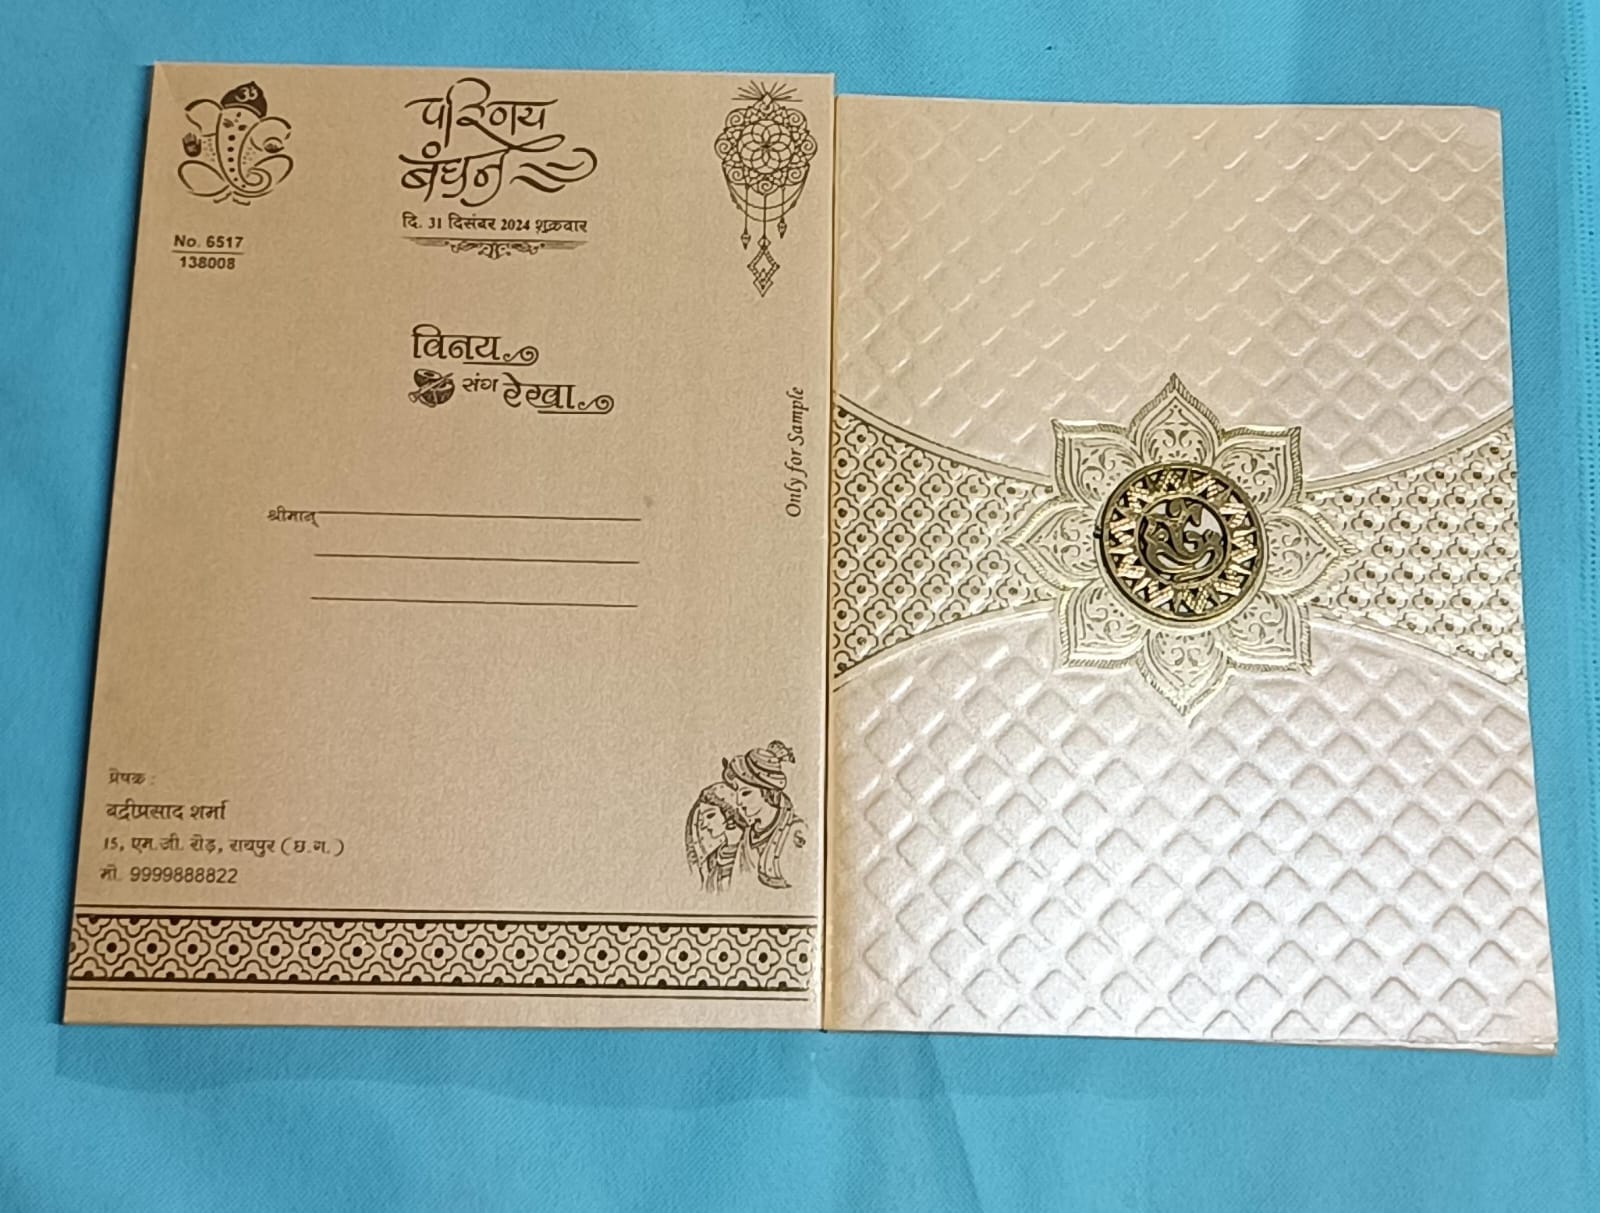 ॐ
परिणय
बंधन
दि. 31 दिसंबर 2024 शुक्रवार
No. 6517
138008
विनय
संग रेखा
Only for Sample
श्रीमान्
प्रेषक :
बद्रीप्रसाद शर्मा
15, एम.जी. रोड़, रायपुर (छ.ग.)
मो. 9999888822